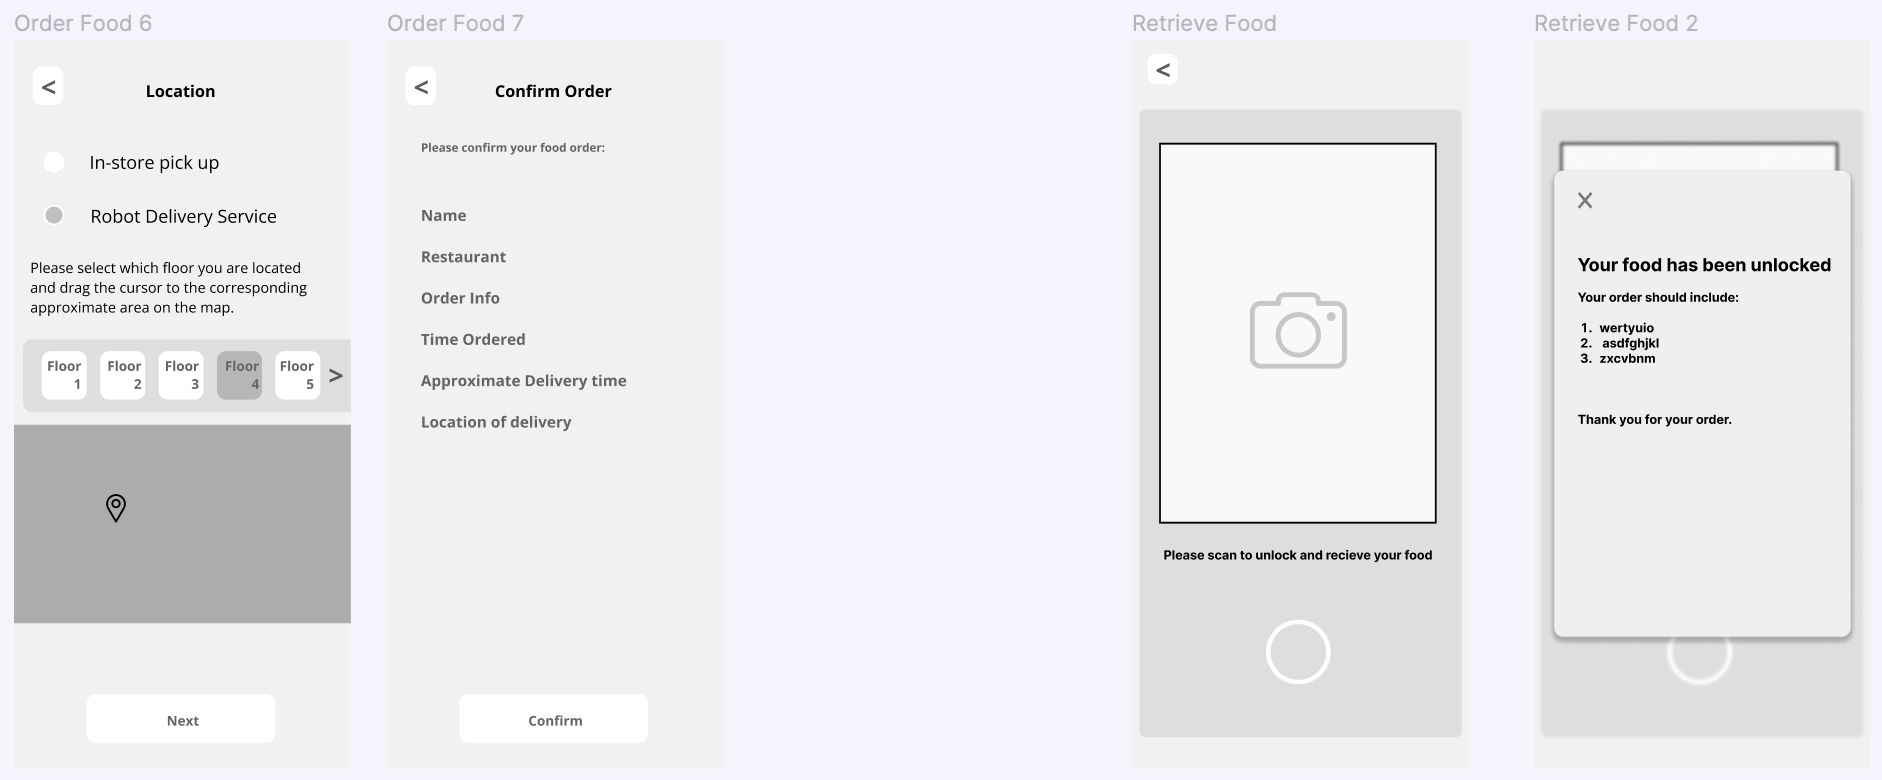 Order Food 6
<
Location
In-store pick up
Robot Delivery Service
Please select which floor you are located
and drag the cursor to the corresponding
approximate area on the map.
Floor
1
Floor
2
Floor
3
Floor
4
Floor
5
>
Next
Order Food 7
<
Confirm Order
Please confirm your food order:
Name
Restaurant
Order Info
Time Ordered
Approximate Delivery time
Location of delivery
Confirm
Retrieve Food
<
Please scan to unlock and recieve your food
Retrieve Food 2
X
Your food has been unlocked
Your order should include:
1. wertyuio
2. asdfghjkl
3. zxcvbnm
Thank you for your order.